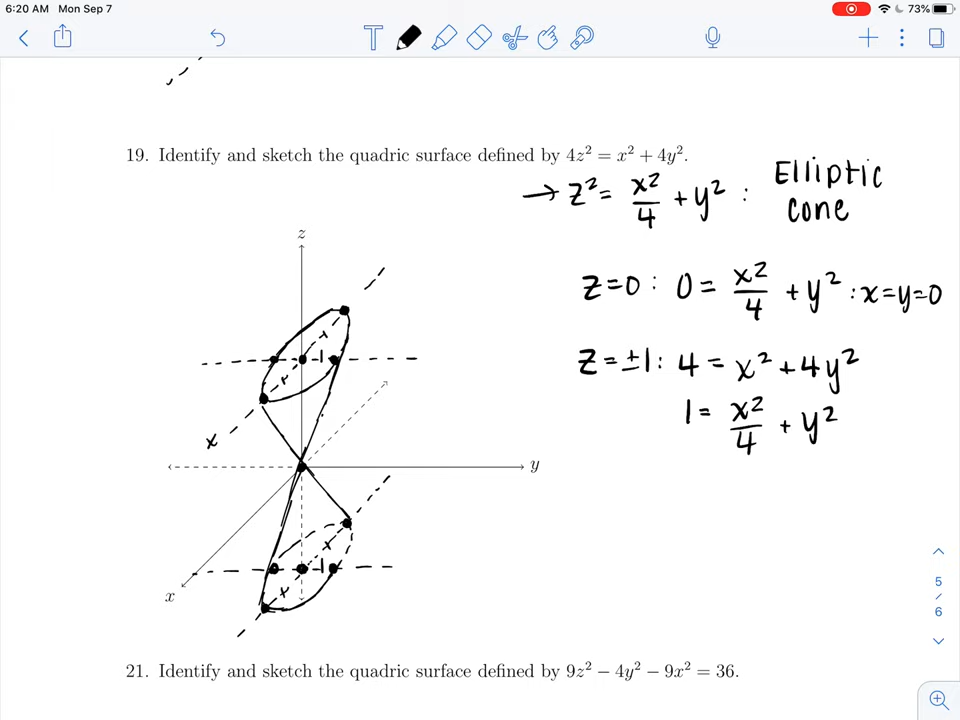 6:20 AM Mon Sep 7
73%
T
19. Identify and sketch the quadric surface defined by 4z² = x² + 4y².
→ z² = x²/4 + y² : Elliptic cone
z
z=0 : 0 = x²/4 + y² : x=y=0
z = ±1 : 4 = x² + 4y²
1 = x²/4 + y²
x
1
x
x
y
x
1
x
x
5
/
6
21. Identify and sketch the quadric surface defined by 9z² − 4y² − 9x² = 36.